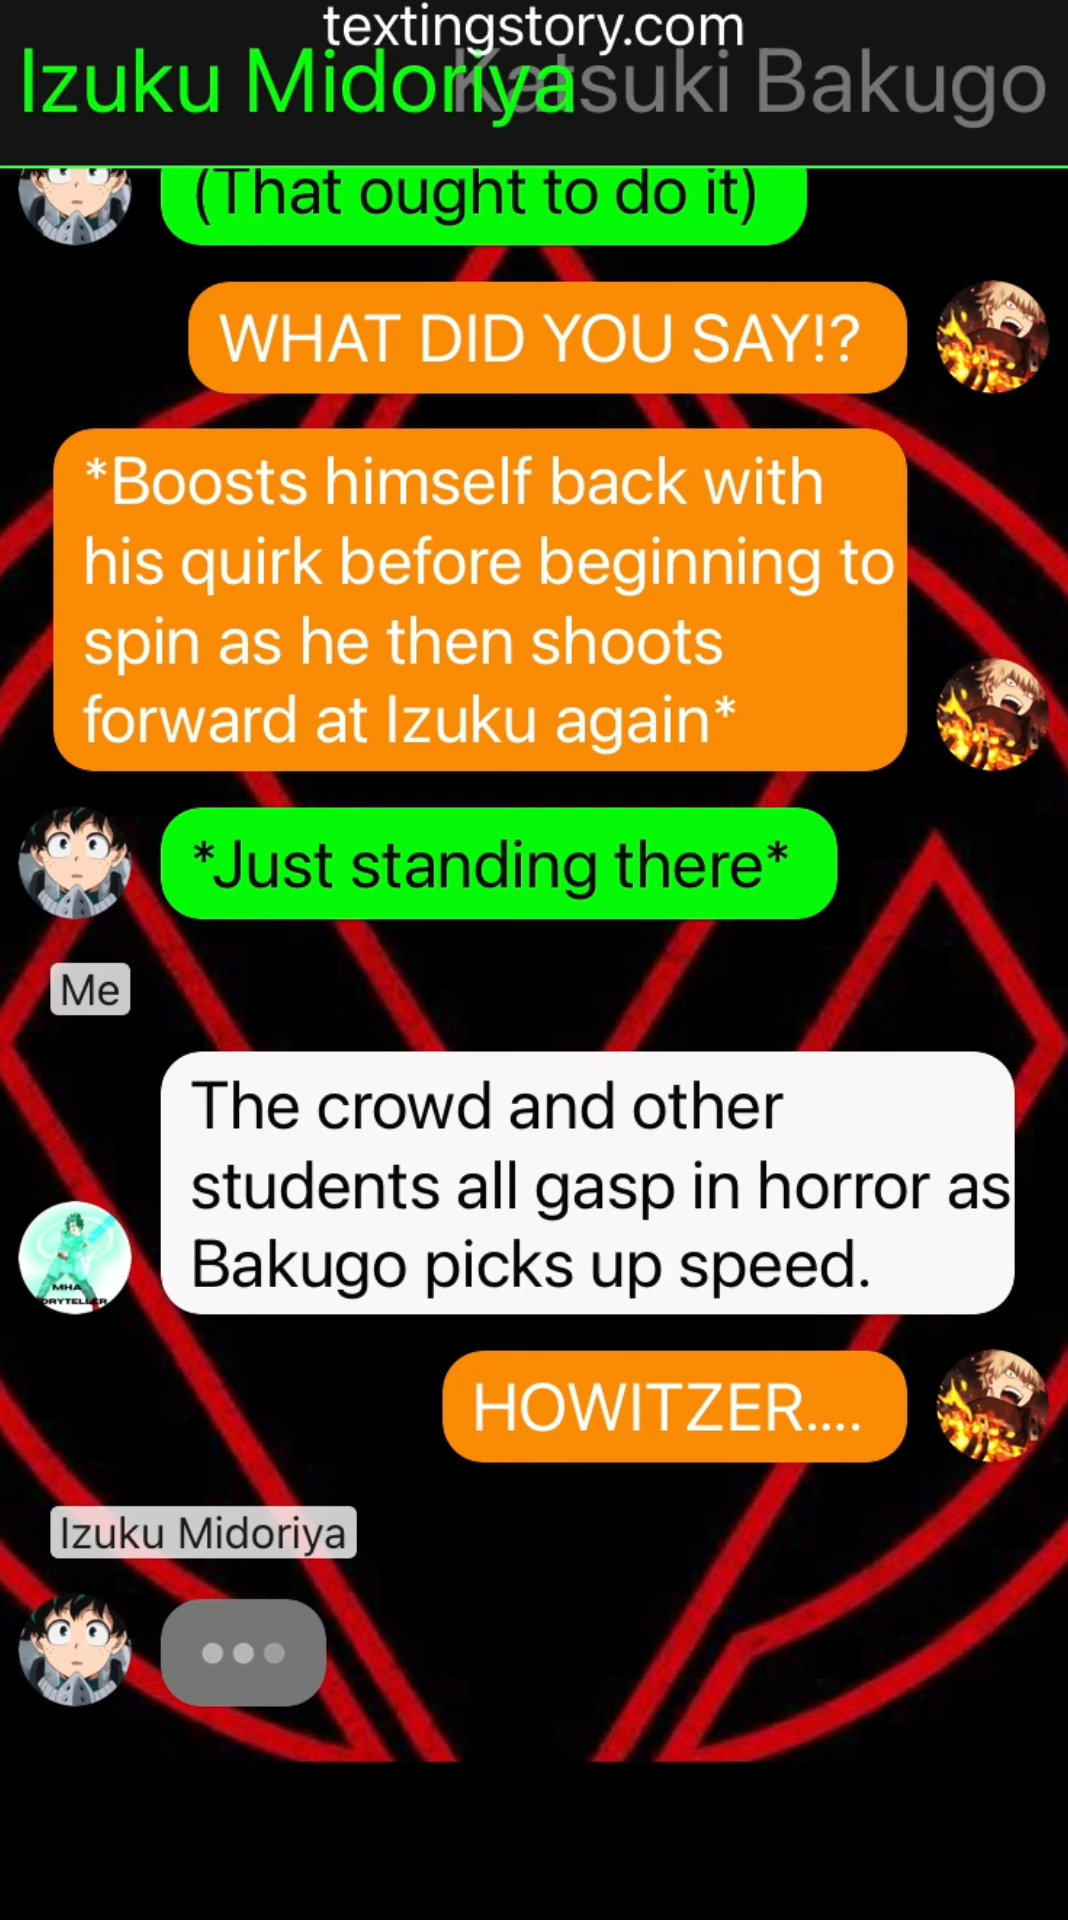 textingstory.com
Izuku Midoriya Katsuki Bakugo
(That ought to do it)
WHAT DID YOU SAY!?
*Boosts himself back with
his quirk before beginning to
spin as he then shoots
forward at Izuku again*
*Just standing there*
Me
The crowd and other
students all gasp in horror as
Bakugo picks up speed.
MHA
HOWITZER....
Izuku Midoriya